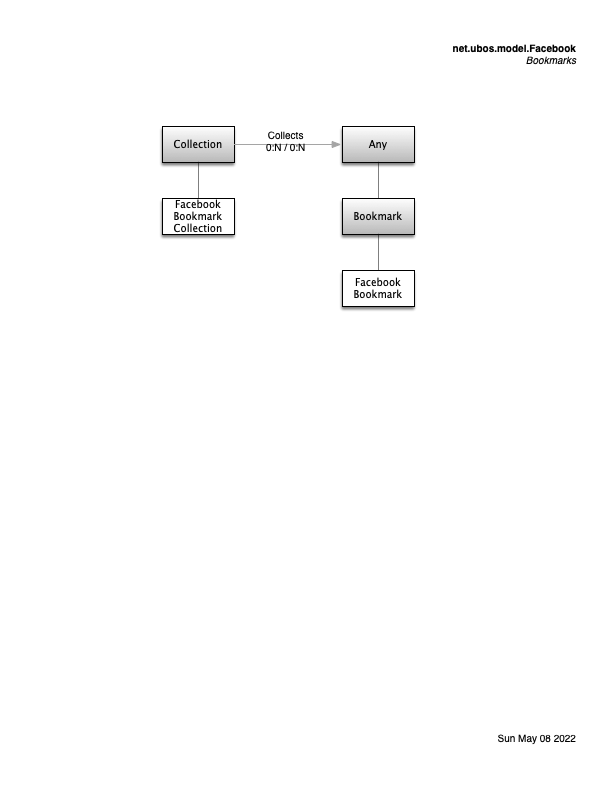 net.ubos.model.Facebook
Bookmarks
Collection
Collects
0:N / 0:N
Any
Facebook
Bookmark
Collection
Bookmark
Facebook
Bookmark
Sun May 08 2022